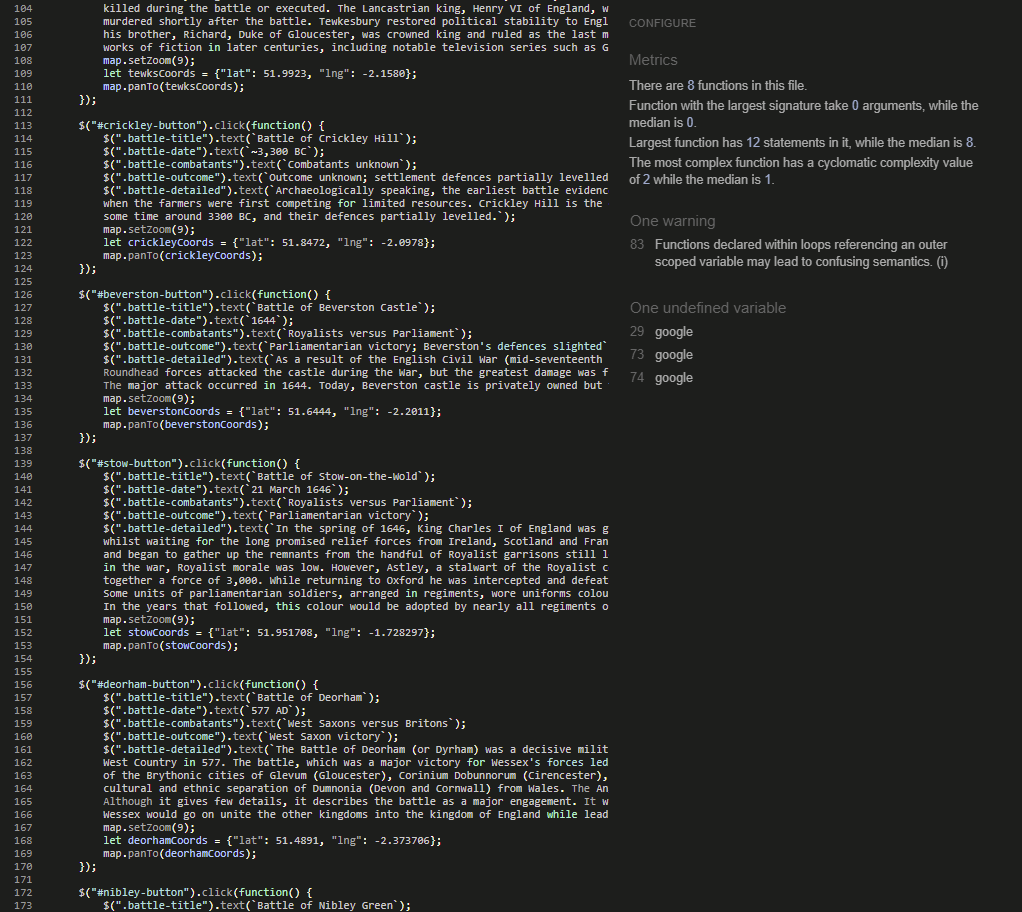 104 killed during the battle or executed. The Lancastrian king, Henry VI of England, w
105 murdered shortly after the battle. Tewkesbury restored political stability to Engl
106 his brother, Richard, Duke of Gloucester, was crowned king and ruled as the last m
107 works of fiction in later centuries, including notable television series such as G
108 map.setZoom(9);
109 let tewksCoords = {"lat": 51.9923, "lng": -2.1580};
110 map.panTo(tewksCoords);
111 });
112
113 $("#crickley-button").click(function() {
114 $(".battle-title").text(`Battle of Crickley Hill`);
115 $(".battle-date").text(`~3,300 BC`);
116 $(".battle-combatants").text(`Combatants unknown`);
117 $(".battle-outcome").text(`Outcome unknown; settlement defences partially levelled
118 $(".battle-detailed").text(`Archaeologically speaking, the earliest battle evidenc
119 when the farmers were first competing for limited resources. Crickley Hill is the
120 some time around 3300 BC, and their defences partially levelled.`);
121 map.setZoom(9);
122 let crickleyCoords = {"lat": 51.8472, "lng": -2.0978};
123 map.panTo(crickleyCoords);
124 });
125
126 $("#beverston-button").click(function() {
127 $(".battle-title").text(`Battle of Beverston Castle`);
128 $(".battle-date").text(`1644`);
129 $(".battle-combatants").text(`Royalists versus Parliament`);
130 $(".battle-outcome").text(`Parliamentarian victory; Beverston's defences slighted`
131 $(".battle-detailed").text(`As a result of the English Civil War (mid-seventeenth
132 Roundhead forces attacked the castle during the War, but the greatest damage was f
133 The major attack occurred in 1644. Today, Beverston castle is privately owned but
134 map.setZoom(9);
135 let beverstonCoords = {"lat": 51.6444, "lng": -2.2011};
136 map.panTo(beverstonCoords);
137 });
138
139 $("#stow-button").click(function() {
140 $(".battle-title").text(`Battle of Stow-on-the-Wold`);
141 $(".battle-date").text(`21 March 1646`);
142 $(".battle-combatants").text(`Royalists versus Parliament`);
143 $(".battle-outcome").text(`Parliamentarian victory`);
144 $(".battle-detailed").text(`In the spring of 1646, King Charles I of England was g
145 whilst waiting for the long promised relief forces from Ireland, Scotland and Fran
146 and began to gather up the remnants from the handful of Royalist garrisons still l
147 in the war, Royalist morale was low. However, Astley, a stalwart of the Royalist c
148 together a force of 3,000. While returning to Oxford he was intercepted and defeat
149 Some units of parliamentarian soldiers, arranged in regiments, wore uniforms colou
150 In the years that followed, this colour would be adopted by nearly all regiments o
151 map.setZoom(9);
152 let stowCoords = {"lat": 51.951708, "lng": -1.728297};
153 map.panTo(stowCoords);
154 });
155
156 $("#deorham-button").click(function() {
157 $(".battle-title").text(`Battle of Deorham`);
158 $(".battle-date").text(`577 AD`);
159 $(".battle-combatants").text(`West Saxons versus Britons`);
160 $(".battle-outcome").text(`West Saxon victory`);
161 $(".battle-detailed").text(`The Battle of Deorham (or Dyrham) was a decisive milit
162 West Country in 577. The battle, which was a major victory for Wessex's forces led
163 of the Brythonic cities of Glevum (Gloucester), Corinium Dobunnorum (Cirencester),
164 cultural and ethnic separation of Dumnonia (Devon and Cornwall) from Wales. The An
165 Although it gives few details, it describes the battle as a major engagement. It w
166 Wessex would go on unite the other kingdoms into the kingdom of England while lead
167 map.setZoom(9);
168 let deorhamCoords = {"lat": 51.4891, "lng": -2.373706};
169 map.panTo(deorhamCoords);
170 });
171
172 $("#nibley-button").click(function() {
173 $(".battle-title").text(`Battle of Nibley Green`);
CONFIGURE
Metrics
There are 8 functions in this file.
Function with the largest signature take 0 arguments, while the
median is 0.
Largest function has 12 statements in it, while the median is 8.
The most complex function has a cyclomatic complexity value
of 2 while the median is 1.
One warning
83 Functions declared within loops referencing an outer
scoped variable may lead to confusing semantics. (i)
One undefined variable
29 google
73 google
74 google